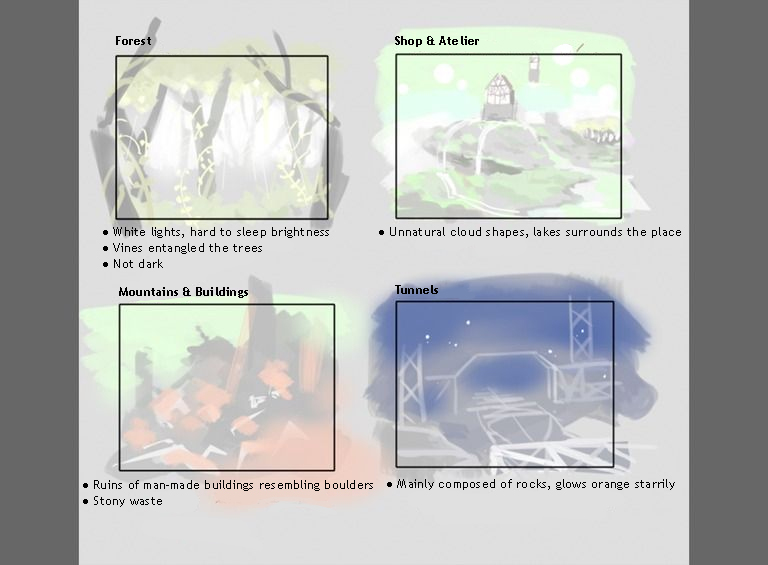 Forest
● White lights, hard to sleep brightness
● Vines entangled the trees
● Not dark
Shop & Atelier
● Unnatural cloud shapes, lakes surrounds the place
Mountains & Buildings
● Ruins of man-made buildings resembling boulders
● Stony waste
Tunnels
● Mainly composed of rocks, glows orange starrily